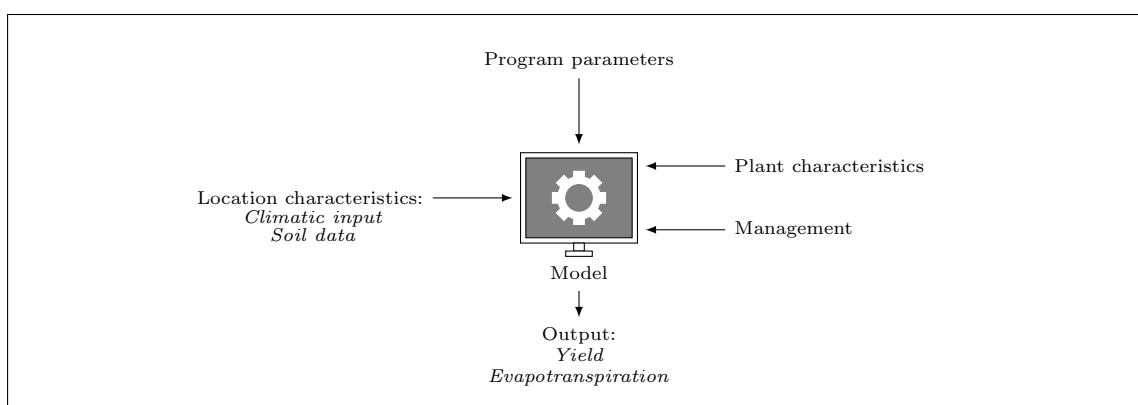 Program parameters
Plant characteristics
Location characteristics:
Climatic input
Soil data
Management
Model
Output:
Yield
Evapotranspiration